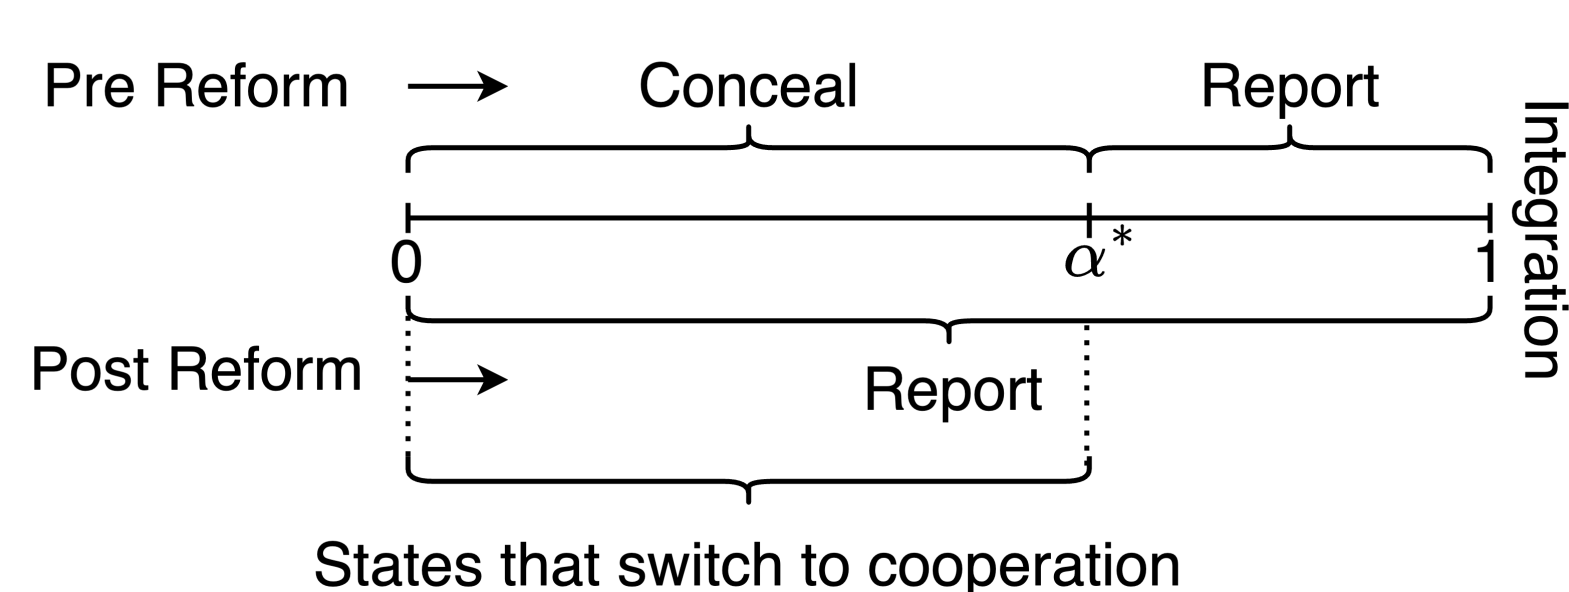 Pre Reform
Conceal
Report
Integration
0
α*
1
Post Reform
Report
States that switch to cooperation